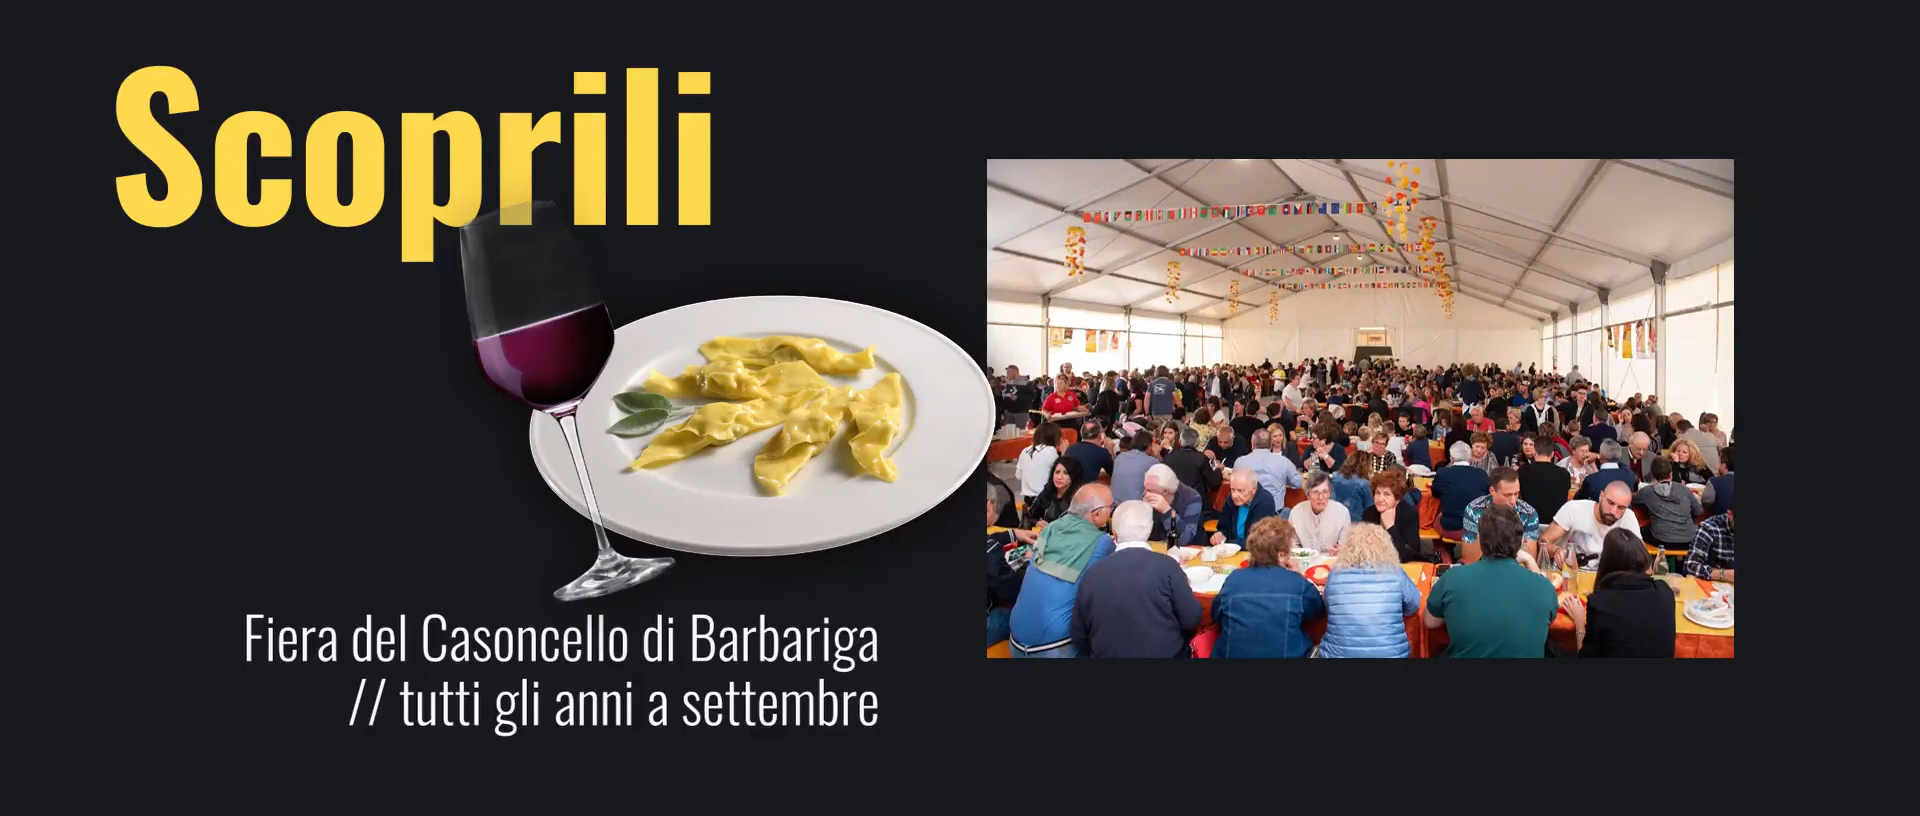 Scoprili
Fiera del Casoncello di Barbariga
// tutti gli anni a settembre